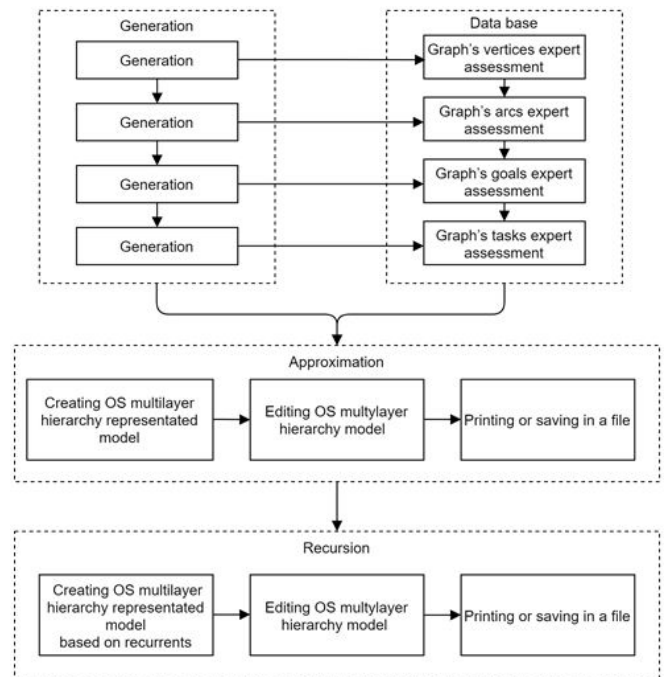 Generation
Generation
Generation
Generation
Generation
Data base
Graph's vertices expert
assessment
Graph's arcs expert
assessment
Graph's goals expert
assessment
Graph's tasks expert
assessment
Approximation
Creating OS multilayer
hierarchy representated
model
Editing OS multylayer
hierarchy model
Printing or saving in a file
Recursion
Creating OS multilayer
hierarchy representated
model
based on recurrents
Editing OS multylayer
hierarchy model
Printing or saving in a file